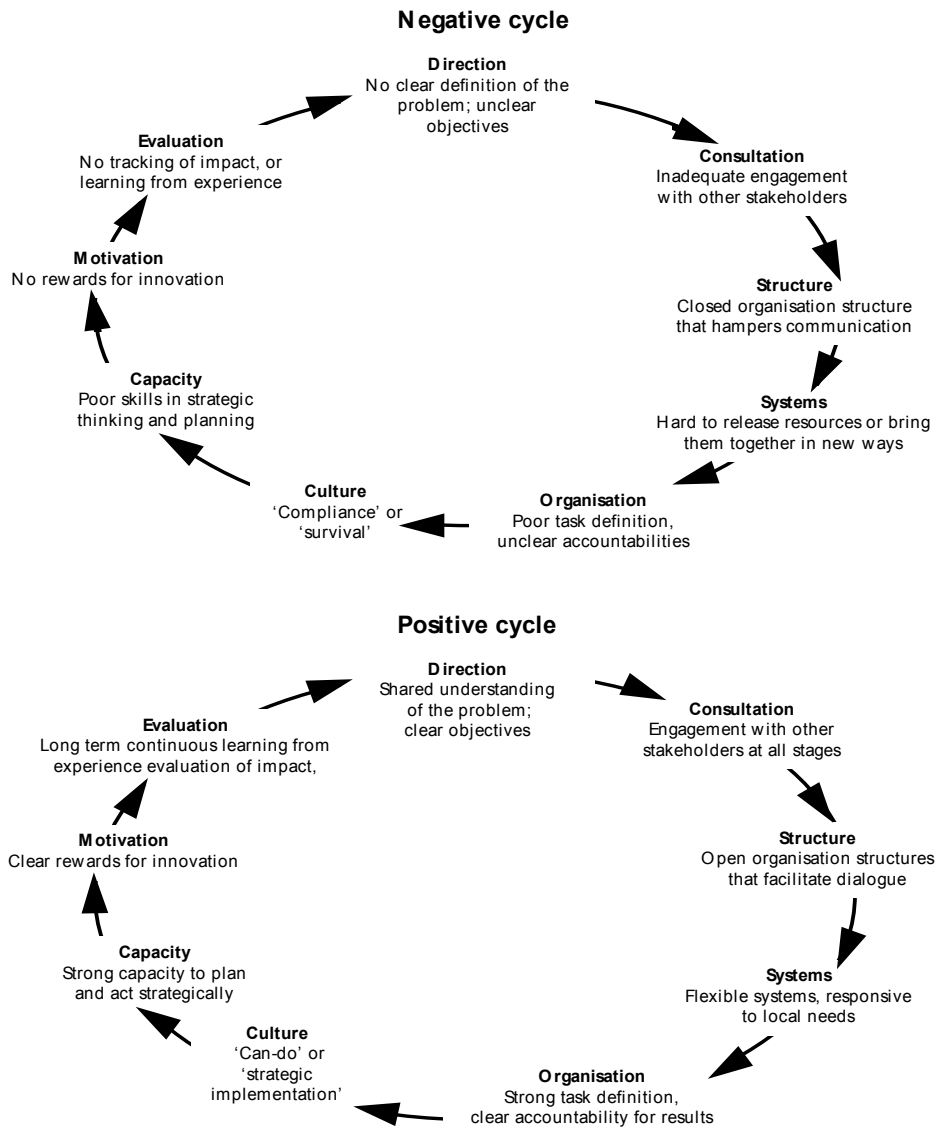 Negative cycle
Direction
No clear definition of the
problem; unclear
objectives
Consultation
Inadequate engagement
with other stakeholders
Structure
Closed organisation structure
that hampers communication
Systems
Hard to release resources or bring
them together in new ways
Organisation
Poor task definition,
unclear accountabilities
Culture
‘Compliance’ or
‘survival’
Capacity
Poor skills in strategic
thinking and planning
Motivation
No rewards for innovation
Evaluation
No tracking of impact, or
learning from experience
Positive cycle
Direction
Shared understanding
of the problem;
clear objectives
Consultation
Engagement with other
stakeholders at all stages
Structure
Open organisation structures
that facilitate dialogue
Systems
Flexible systems, responsive
to local needs
Organisation
Strong task definition,
clear accountability for results
Culture
‘Can-do’ or
‘strategic
implementation’
Capacity
Strong capacity to plan
and act strategically
Motivation
Clear rewards for innovation
Evaluation
Long term continuous learning from
experience evaluation of impact,